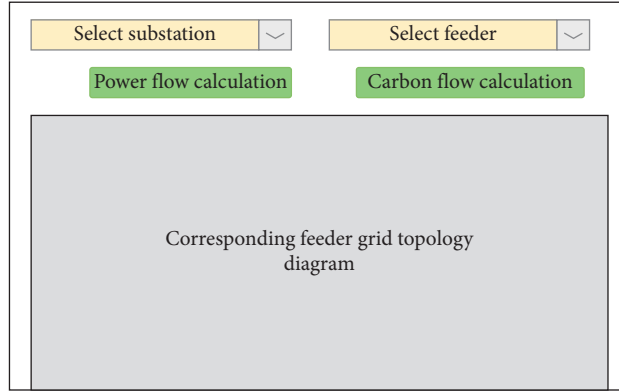 Select substation
Select feeder
Power flow calculation
Carbon flow calculation
Corresponding feeder grid topology
diagram